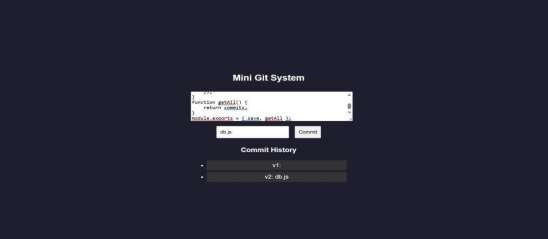 Mini Git System
}
function getAll() {
return commits;
}
module.exports = { save, getAll };
db.js
Commit
Commit History
v1:
v2: db.js